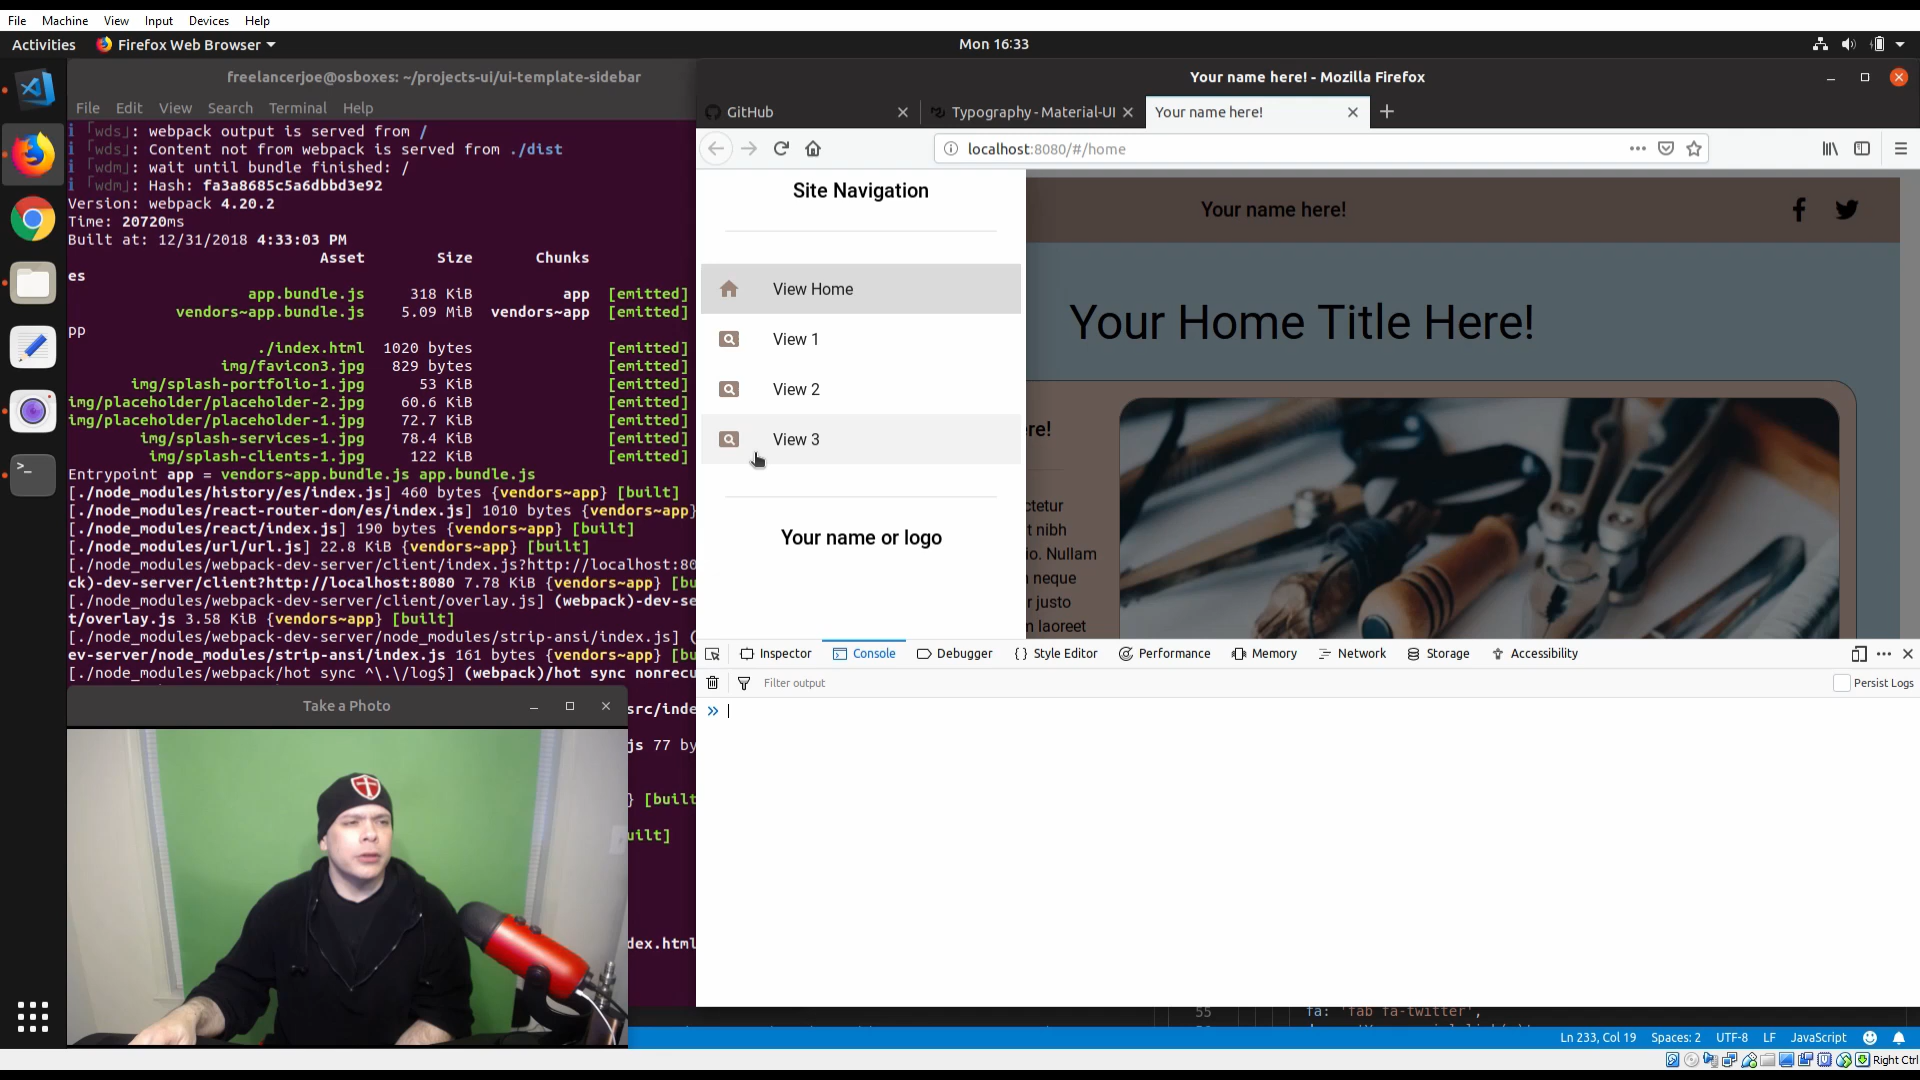 File Machine View Input Devices Help
Activities Firefox Web Browser Mon 16:33
freelancerjoe@osboxes: ~/projects-ui/ui-template-sidebar
File Edit View Search Terminal Help
ℹ 「wds」: webpack output is served from /
ℹ 「wds」: Content not from webpack is served from ./dist
ℹ 「wdm」: wait until bundle finished: /
ℹ 「wdm」: Hash: fa3a8685c5a6dbbd3e92
Version: webpack 4.20.2
Time: 20720ms
Built at: 12/31/2018 4:33:03 PM
Asset Size Chunks
es
app.bundle.js 318 KiB app [emitted]
vendors~app.bundle.js 5.09 MiB vendors~app [emitted]
pp
./index.html 1020 bytes [emitted]
img/favicon3.jpg 829 bytes [emitted]
img/splash-portfolio-1.jpg 53 KiB [emitted]
img/placeholder/placeholder-2.jpg 60.6 KiB [emitted]
img/placeholder/placeholder-1.jpg 72.7 KiB [emitted]
img/splash-services-1.jpg 78.4 KiB [emitted]
img/splash-clients-1.jpg 122 KiB [emitted]
Entrypoint app = vendors~app.bundle.js app.bundle.js
[./node_modules/history/es/index.js] 460 bytes {vendors~app} [built]
[./node_modules/react-router-dom/es/index.js] 1010 bytes {vendors~app}
[./node_modules/react/index.js] 190 bytes {vendors~app} [built]
[./node_modules/url/url.js] 22.8 KiB {vendors~app} [built]
[./node_modules/webpack-dev-server/client/index.js?http://localhost:80
ck)-dev-server/client?http://localhost:8080 7.78 KiB {vendors~app} [bu
[./node_modules/webpack-dev-server/client/overlay.js] (webpack)-dev-se
t/overlay.js 3.58 KiB {vendors~app} [built]
[./node_modules/webpack-dev-server/node_modules/strip-ansi/index.js] (
ev-server/node_modules/strip-ansi/index.js 161 bytes {vendors~app} [bu
[./node_modules/webpack/hot sync ^\.\/log$] (webpack)/hot sync nonrecu
src/inde
js 77 by
} [built
uilt]
dex.html
Take a Photo
Your name here! - Mozilla Firefox
GitHub Typography - Material-UI Your name here!
localhost:8080/#/home
Site Navigation
View Home
View 1
View 2
View 3
Your name or logo
Your name here!
Your Home Title Here!
re!
ctetur
t nibh
io. Nullam
neque
r justo
m laoreet
Inspector Console Debugger Style Editor Performance Memory Network Storage Accessibility
Filter output Persist Logs
55 fa: 'fab fa-twitter',
Ln 233, Col 19 Spaces: 2 UTF-8 LF JavaScript
Right Ctrl